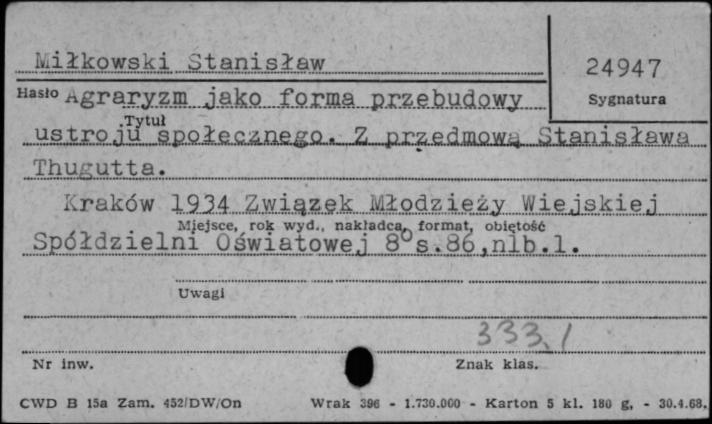 Miłkowski Stanisław
24947
Hasło Agraryzm jako forma przebudowy
Sygnatura
Tytuł
ustroju społecznego. Z przedmową Stanisława
Thugutta.
Kraków 1934 Związek Młodzieży Wiejskiej
Miejsce, rok wyd., nakładca, format, objętość
Spółdzielni Oświatowej 8° s.86,nlb.1.
Uwagi
333.1
Nr inw.
Znak klas.
CWD B 15a Zam. 452/DW/On Wrak 396 - 1.730.000 - Karton 5 kl. 180 g, - 30.4.68.